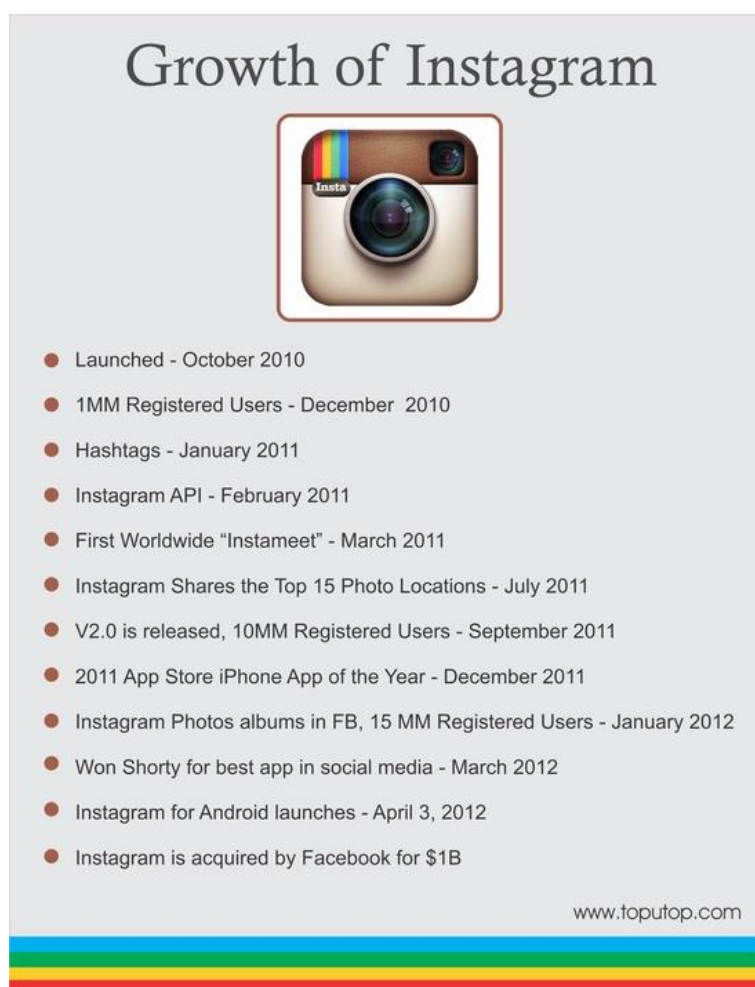 Growth of Instagram
Insta
Launched - October 2010
1MM Registered Users - December 2010
Hashtags - January 2011
Instagram API - February 2011
First Worldwide “Instameet” - March 2011
Instagram Shares the Top 15 Photo Locations - July 2011
V2.0 is released, 10MM Registered Users - September 2011
2011 App Store iPhone App of the Year - December 2011
Instagram Photos albums in FB, 15 MM Registered Users - January 2012
Won Shorty for best app in social media - March 2012
Instagram for Android launches - April 3, 2012
Instagram is acquired by Facebook for $1B
www.toputop.com